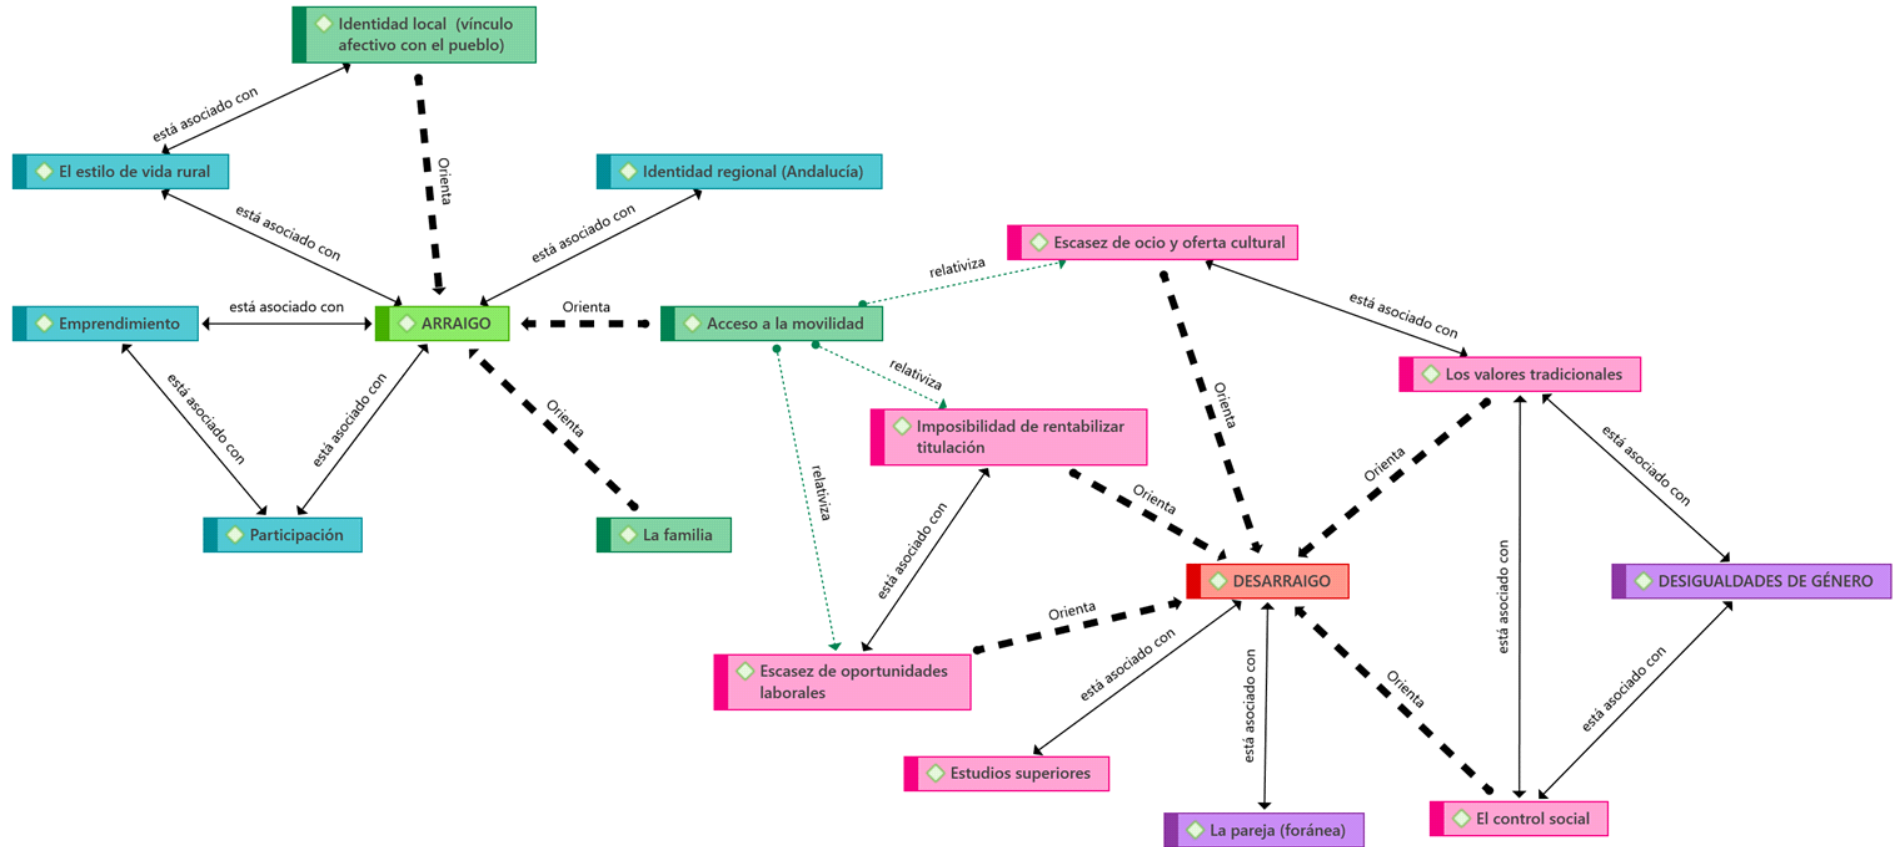 Identidad local (vínculo
afectivo con el pueblo)
está asociado con
El estilo de vida rural
Orienta
Identidad regional (Andalucía)
está asociado con
está asociado con
Escasez de ocio y oferta cultural
relativiza
está asociado con
Emprendimiento
está asociado con
ARRAIGO
Orienta
Acceso a la movilidad
relativiza
Los valores tradicionales
está asociado con
está asociado con
Orienta
Orienta
Imposibilidad de rentabilizar
titulación
Orienta
está asociado con
relativiza
Orienta
Participación
La familia
está asociado con
DESARRAIGO
está asociado con
DESIGUALDADES DE GÉNERO
Orienta
Escasez de oportunidades
laborales
está asociado con
está asociado con
Orienta
está asociado con
Estudios superiores
La pareja (foránea)
El control social